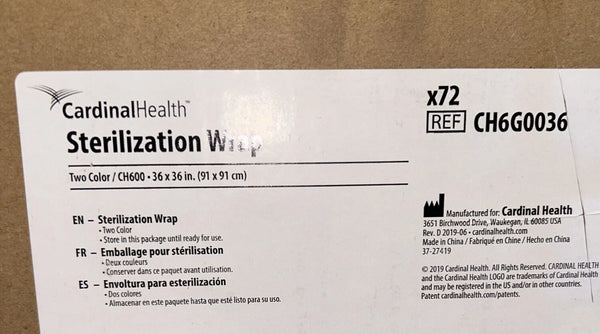 CardinalHealth™
Sterilization Wrap
Two Color / CH600 • 36 x 36 in. (91 x 91 cm)
EN – Sterilization Wrap
• Two Color
• Store in this package until ready for use.
FR – Emballage pour stérilisation
• Deux couleurs
• Conserver dans ce paquet avant utilisation.
ES – Envoltura para esterilización
• Dos colores
• Almacenar en este paquete hasta que esté listo para su uso.
x72
REF CH6G0036
Manufactured for: Cardinal Health
3651 Birchwood Drive, Waukegan, IL 60085 USA
Rev. D 2019-06 • cardinalhealth.com
Made in China / Fabriqué en Chine / Hecho en China
37-27419
© 2019 Cardinal Health. All Rights Reserved. CARDINAL HEALTH
and the Cardinal Health LOGO are trademarks of Cardinal Health
and may be registered in the US and/or in other countries.
Patent cardinalhealth.com/patents.